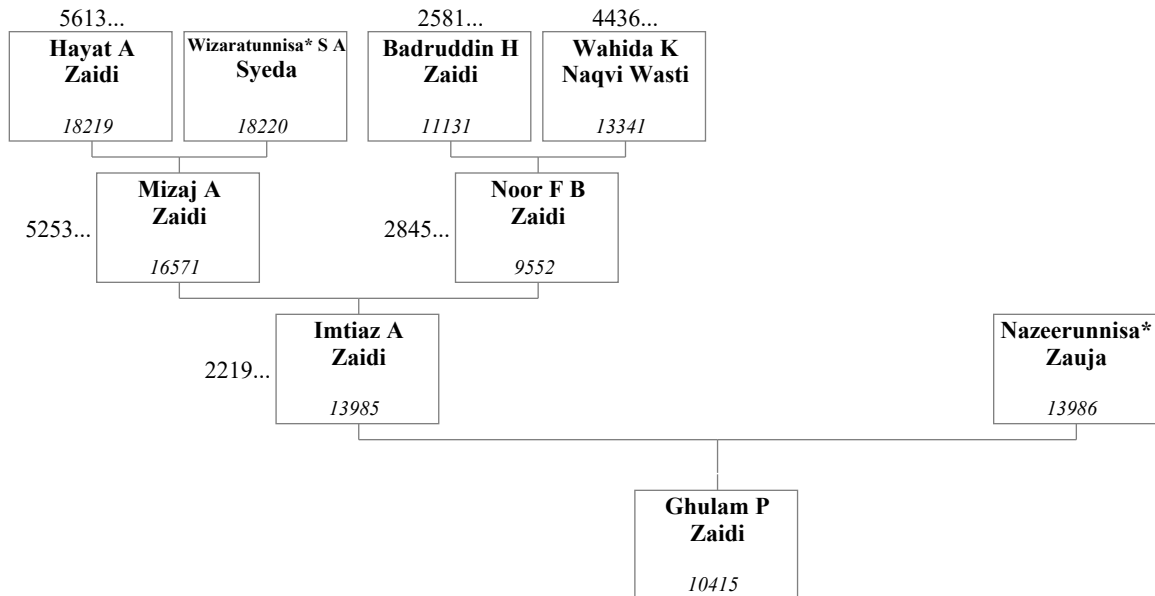 5613...
2581...
4436...
Hayat A
Zaidi
18219
Wizaratunnisa* S A
Syeda
18220
Badruddin H
Zaidi
11131
Wahida K
Naqvi Wasti
13341
5253...
Mizaj A
Zaidi
16571
2845...
Noor F B
Zaidi
9552
2219...
Imtiaz A
Zaidi
13985
Nazeerunnisa*
Zauja
13986
Ghulam P
Zaidi
10415